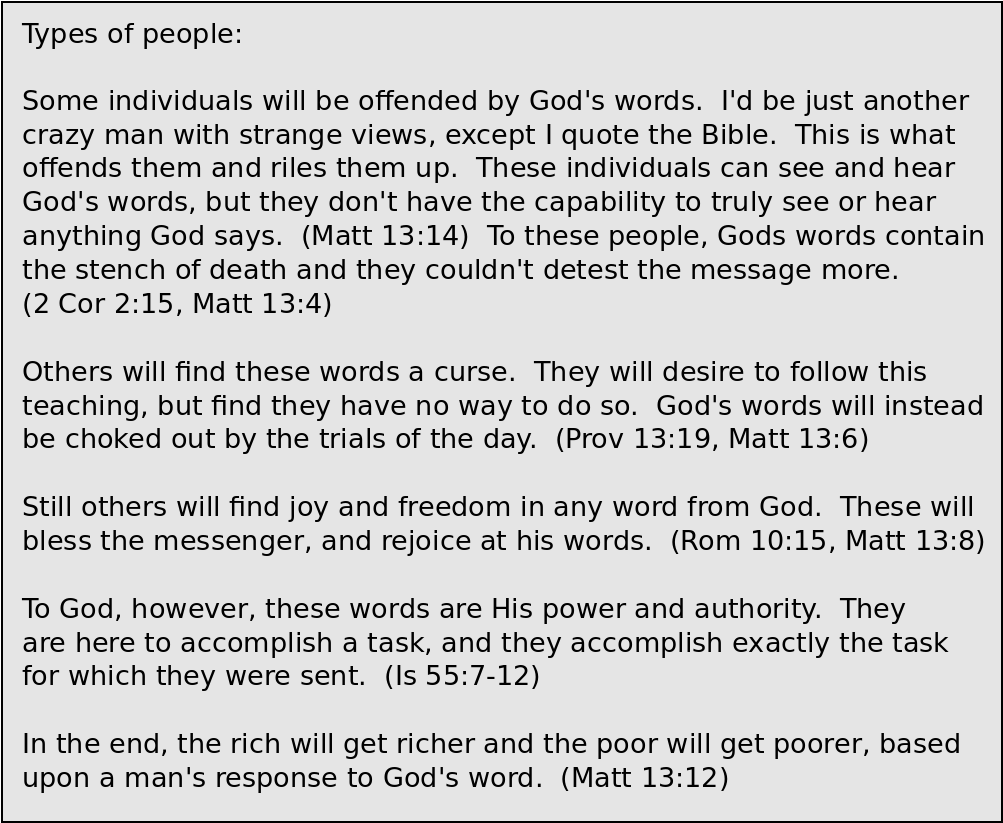 Types of people:
Some individuals will be offended by God's words.  I'd be just another
crazy man with strange views, except I quote the Bible.  This is what
offends them and riles them up.  These individuals can see and hear
God's words, but they don't have the capability to truly see or hear
anything God says.  (Matt 13:14)  To these people, Gods words contain
the stench of death and they couldn't detest the message more.
(2 Cor 2:15, Matt 13:4)
Others will find these words a curse.  They will desire to follow this
teaching, but find they have no way to do so.  God's words will instead
be choked out by the trials of the day.  (Prov 13:19, Matt 13:6)
Still others will find joy and freedom in any word from God.  These will
bless the messenger, and rejoice at his words.  (Rom 10:15, Matt 13:8)
To God, however, these words are His power and authority.  They
are here to accomplish a task, and they accomplish exactly the task
for which they were sent.  (Is 55:7-12)
In the end, the rich will get richer and the poor will get poorer, based
upon a man's response to God's word.  (Matt 13:12)